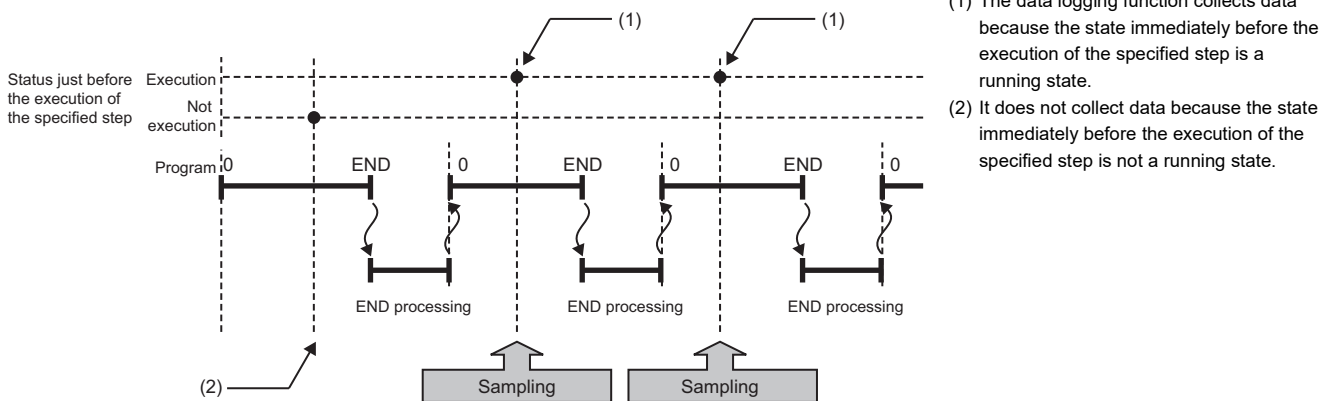 (1)
(1)
Status just before
the execution of
the specified step
Execution
Not
execution
Program
0
END
0
END
0
END
0
END processing
END processing
END processing
(2)
Sampling
Sampling
(1) The data logging function collects data
because the state immediately before the
execution of the specified step is a
running state.
(2) It does not collect data because the state
immediately before the execution of the
specified step is not a running state.